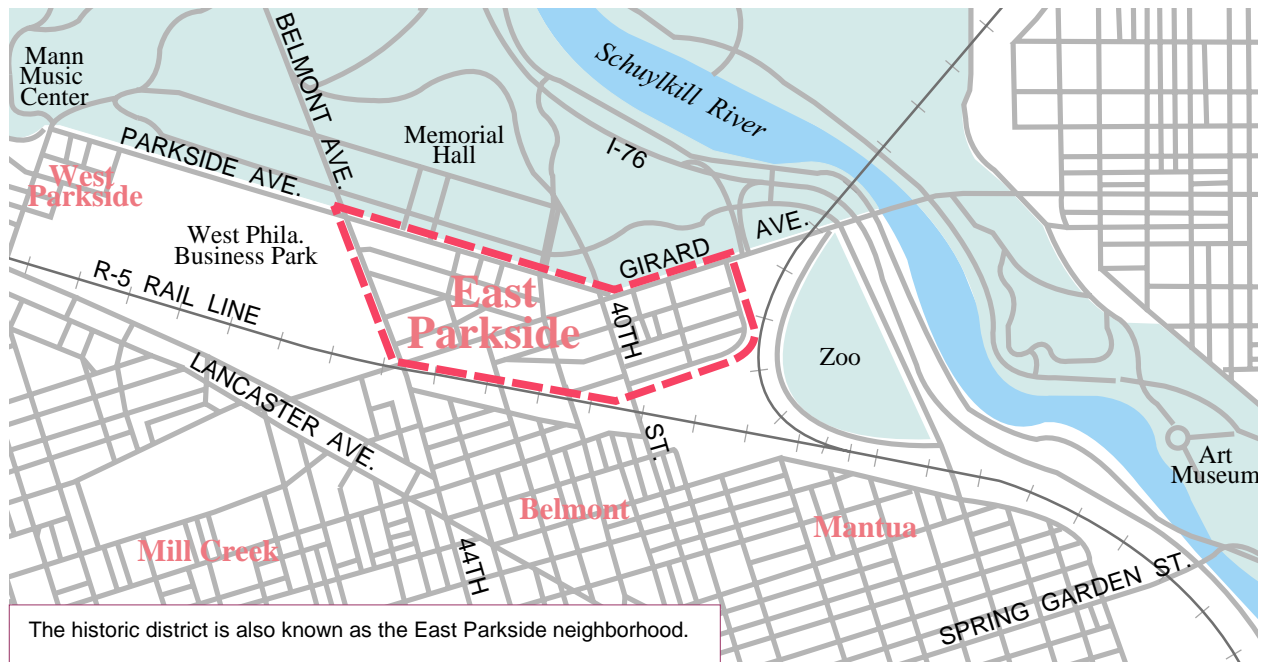 Mann
Music
Center
BELMONT AVE.
Schuylkill River
Memorial
Hall
I-76
PARKSIDE AVE.
West
Parkside
West Phila.
Business Park
GIRARD AVE.
R-5 RAIL LINE
East
Parkside
40TH ST.
Zoo
LANCASTER AVE.
Art
Museum
Belmont
Mantua
Mill Creek
44TH
SPRING GARDEN ST.
The historic district is also known as the East Parkside neighborhood.